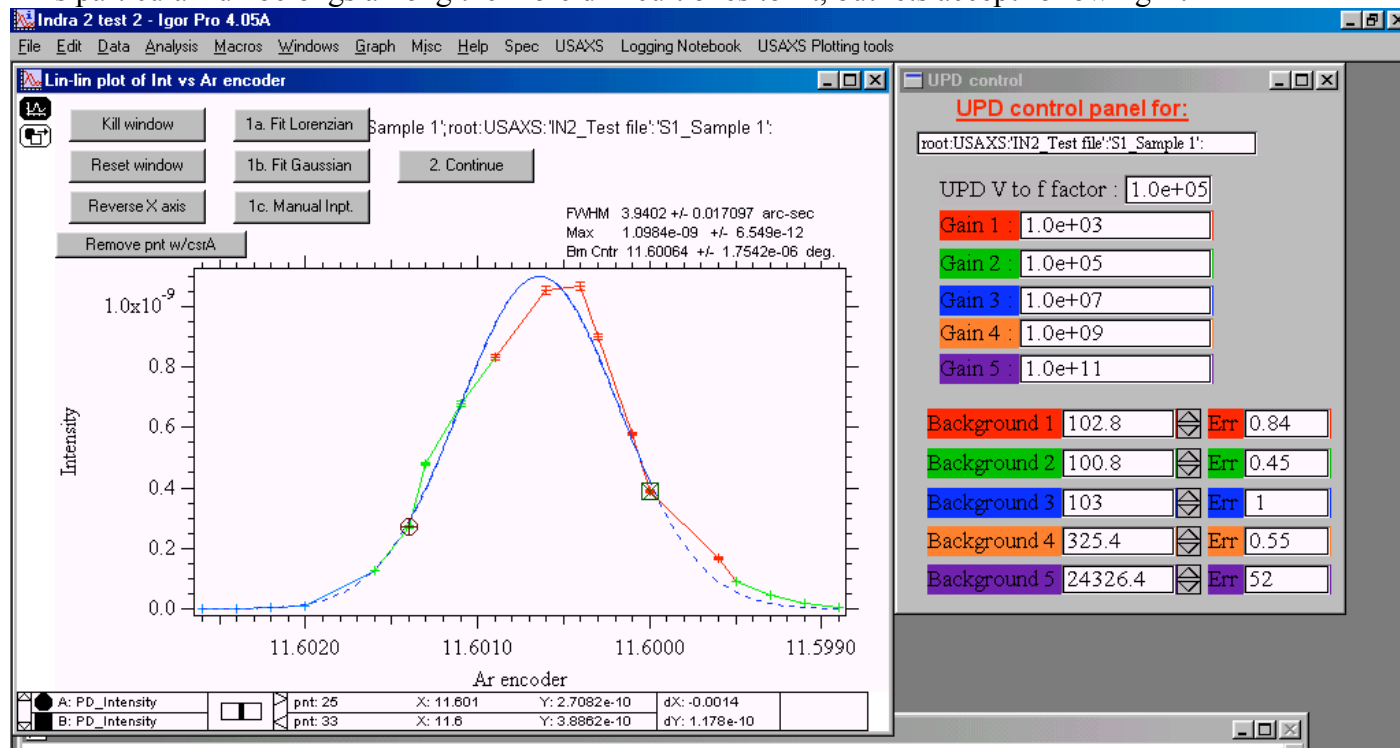 Indra 2 test 2 - Igor Pro 4.05A
File Edit Data Analysis Macros Windows Graph Misc Help Spec USAXS Logging Notebook USAXS Plotting tools
Lin-lin plot of Int vs Ar encoder
Kill window 1a. Fit Lorenzian Sample 1';root:USAXS:'IN2_Test file':'S1_Sample 1':
Reset window 1b. Fit Gaussian 2. Continue
Reverse X axis 1c. Manual Inpt.
Remove pnt w/csrA
FWHM 3.9402 +/- 0.017097 arc-sec
Max 1.0984e-09 +/- 6.549e-12
Bm Cntr 11.60064 +/- 1.7542e-06 deg.
1.0x10-9
0.8
0.6
0.4
0.2
0.0
Intensity
11.6020 11.6010 11.6000 11.5990
Ar encoder
A: PD_Intensity pnt: 25 X: 11.601 Y: 2.7082e-10 dX: -0.0014
B: PD_Intensity pnt: 33 X: 11.6 Y: 3.8862e-10 dY: 1.178e-10
UPD control
UPD control panel for:
root:USAXS:'IN2_Test file':'S1_Sample 1':
UPD V to f factor : 1.0e+05
Gain 1 : 1.0e+03
Gain 2 : 1.0e+05
Gain 3 : 1.0e+07
Gain 4 : 1.0e+09
Gain 5 : 1.0e+11
Background 1 102.8 Err 0.84
Background 2 100.8 Err 0.45
Background 3 103 Err 1
Background 4 325.4 Err 0.55
Background 5 24326.4 Err 52